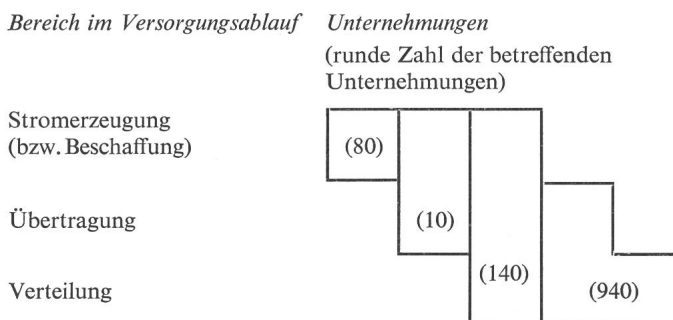 Bereich im Versorgungsablauf Unternehmungen
(runde Zahl der betreffenden
Unternehmungen)
Stromerzeugung
(bzw. Beschaffung)
(80)
Übertragung
(10)
Verteilung
(140)
(940)